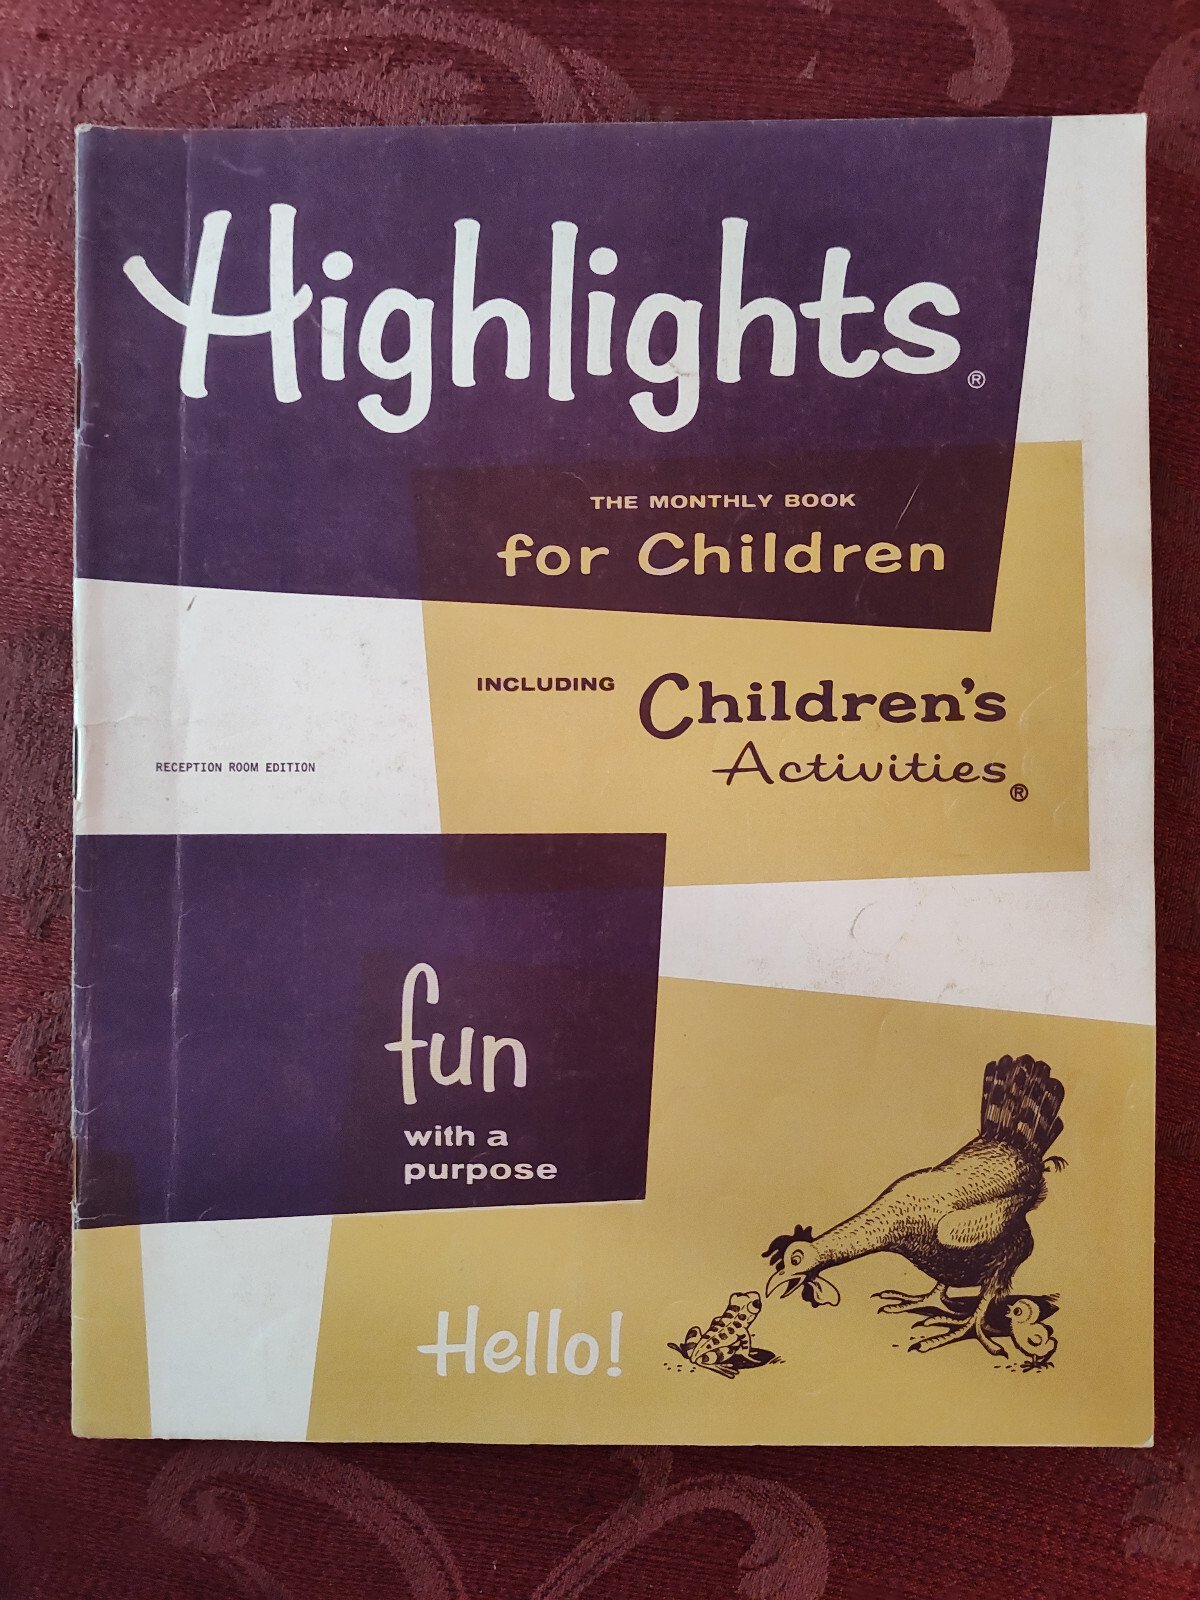 Highlights®
THE MONTHLY BOOK
for Children
INCLUDING Children's
Activities®
RECEPTION ROOM EDITION
fun
with a
purpose
Hello!